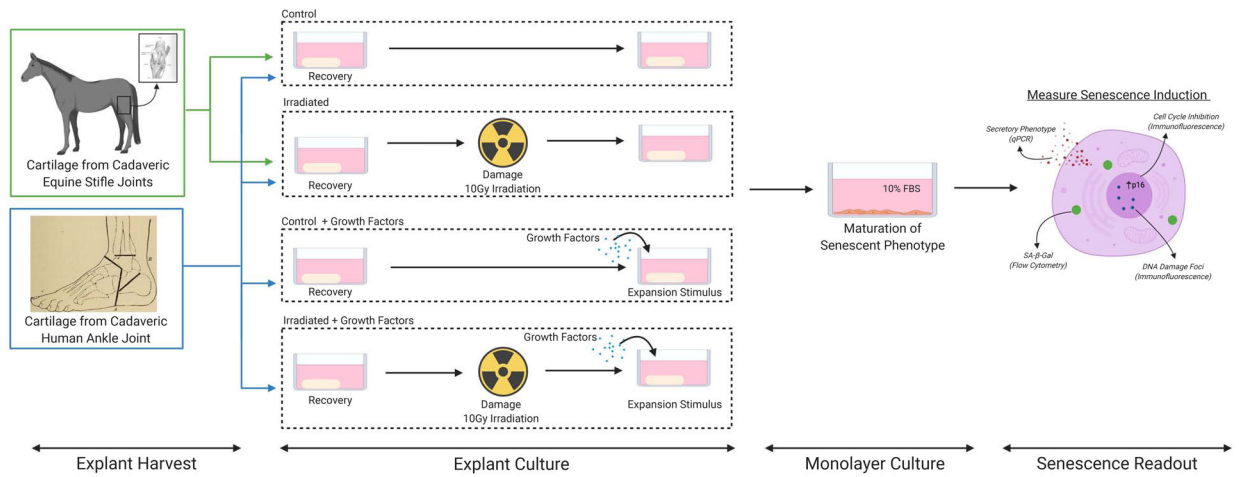 Cartilage from Cadaveric
Equine Stifle Joints
Cartilage from Cadaveric
Human Ankle Joint
Control
Recovery
Irradiated
Recovery
Damage
10Gy Irradiation
Control + Growth Factors
Recovery
Growth Factors
Expansion Stimulus
Irradiated + Growth Factors
Recovery
Damage
10Gy Irradiation
Growth Factors
Expansion Stimulus
10% FBS
Maturation of
Senescent Phenotype
Measure Senescence Induction
Secretory Phenotype
(qPCR)
Cell Cycle Inhibition
(Immunofluorescence)
↑p16
SA-β-Gal
(Flow Cytometry)
DNA Damage Foci
(Immunofluorescence)
Explant Harvest
Explant Culture
Monolayer Culture
Senescence Readout